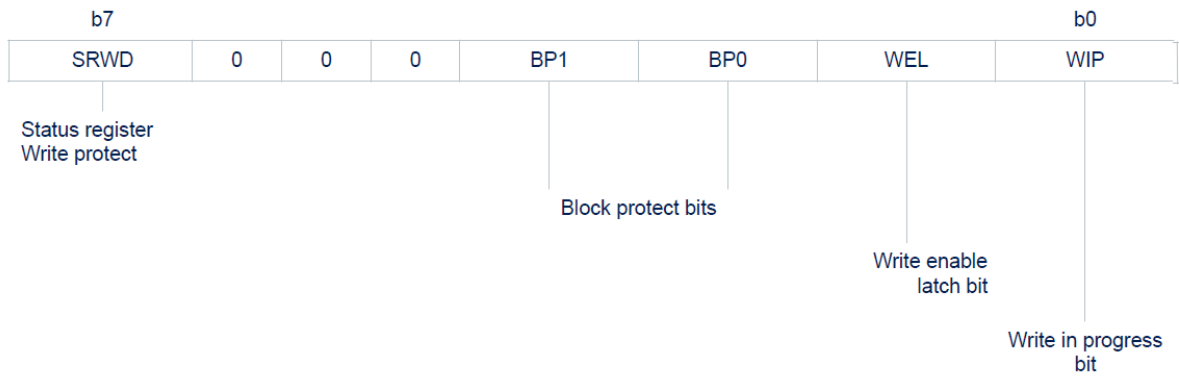 b7 b0
SRWD 0 0 0 BP1 BP0 WEL WIP
Status register
Write protect
Block protect bits
Write enable
latch bit
Write in progress
bit